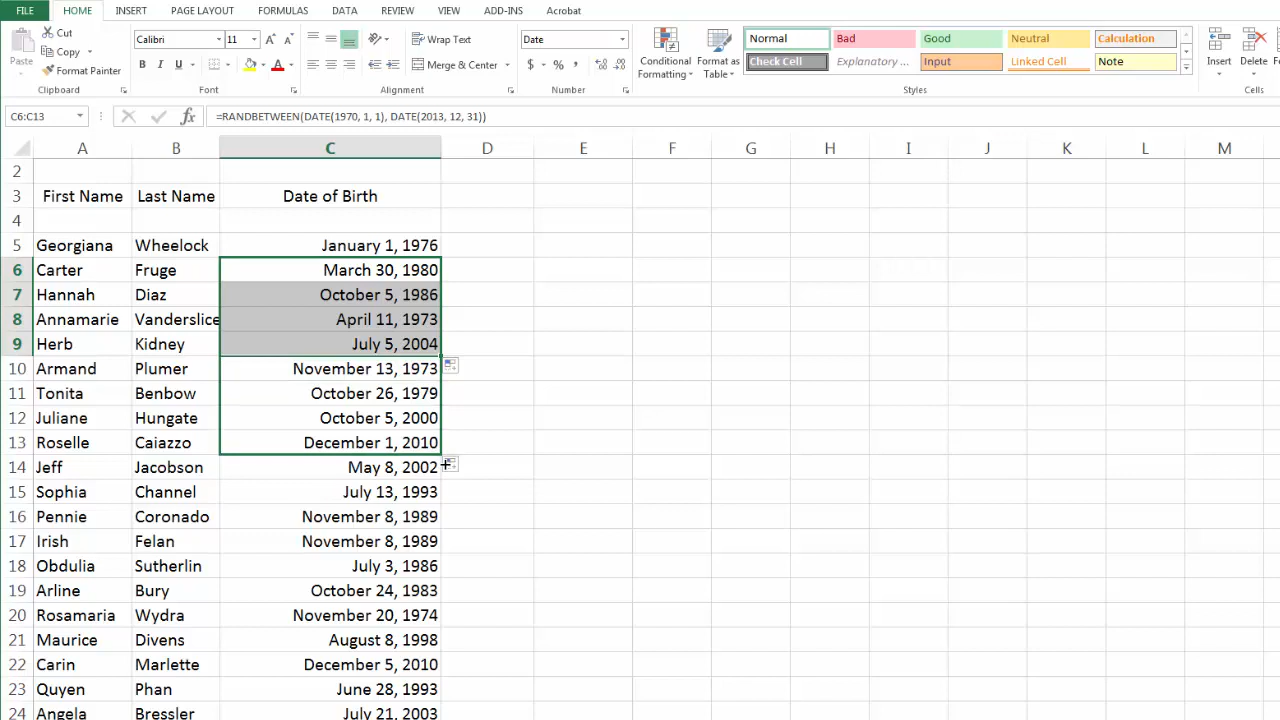 FILE HOME INSERT PAGE LAYOUT FORMULAS DATA REVIEW VIEW ADD-INS Acrobat
Paste
Cut
Copy
Format Painter
Clipboard
Calibri 11 A A
B I U A
Font
Wrap Text
Merge & Center
Alignment
Date
$ % , .0 .00 .00 .0
Number
Conditional Formatting
Format as Table
Normal Bad Good Neutral Calculation
Check Cell Explanatory ... Input Linked Cell Note
Styles
Insert Delete
Cells
C6:C13 fx =RANDBETWEEN(DATE(1970, 1, 1), DATE(2013, 12, 31))
A B C D E F G H I J K L M
2
3 First Name Last Name Date of Birth
4
5 Georgiana Wheelock January 1, 1976
6 Carter Fruge March 30, 1980
7 Hannah Diaz October 5, 1986
8 Annamarie Vanderslice April 11, 1973
9 Herb Kidney July 5, 2004
10 Armand Plumer November 13, 1973
11 Tonita Benbow October 26, 1979
12 Juliane Hungate October 5, 2000
13 Roselle Caiazzo December 1, 2010
14 Jeff Jacobson May 8, 2002
15 Sophia Channel July 13, 1993
16 Pennie Coronado November 8, 1989
17 Irish Felan November 8, 1989
18 Obdulia Sutherlin July 3, 1986
19 Arline Bury October 24, 1983
20 Rosamaria Wydra November 20, 1974
21 Maurice Divens August 8, 1998
22 Carin Marlette December 5, 2010
23 Quyen Phan June 28, 1993
24 Angela Bressler July 21, 2003